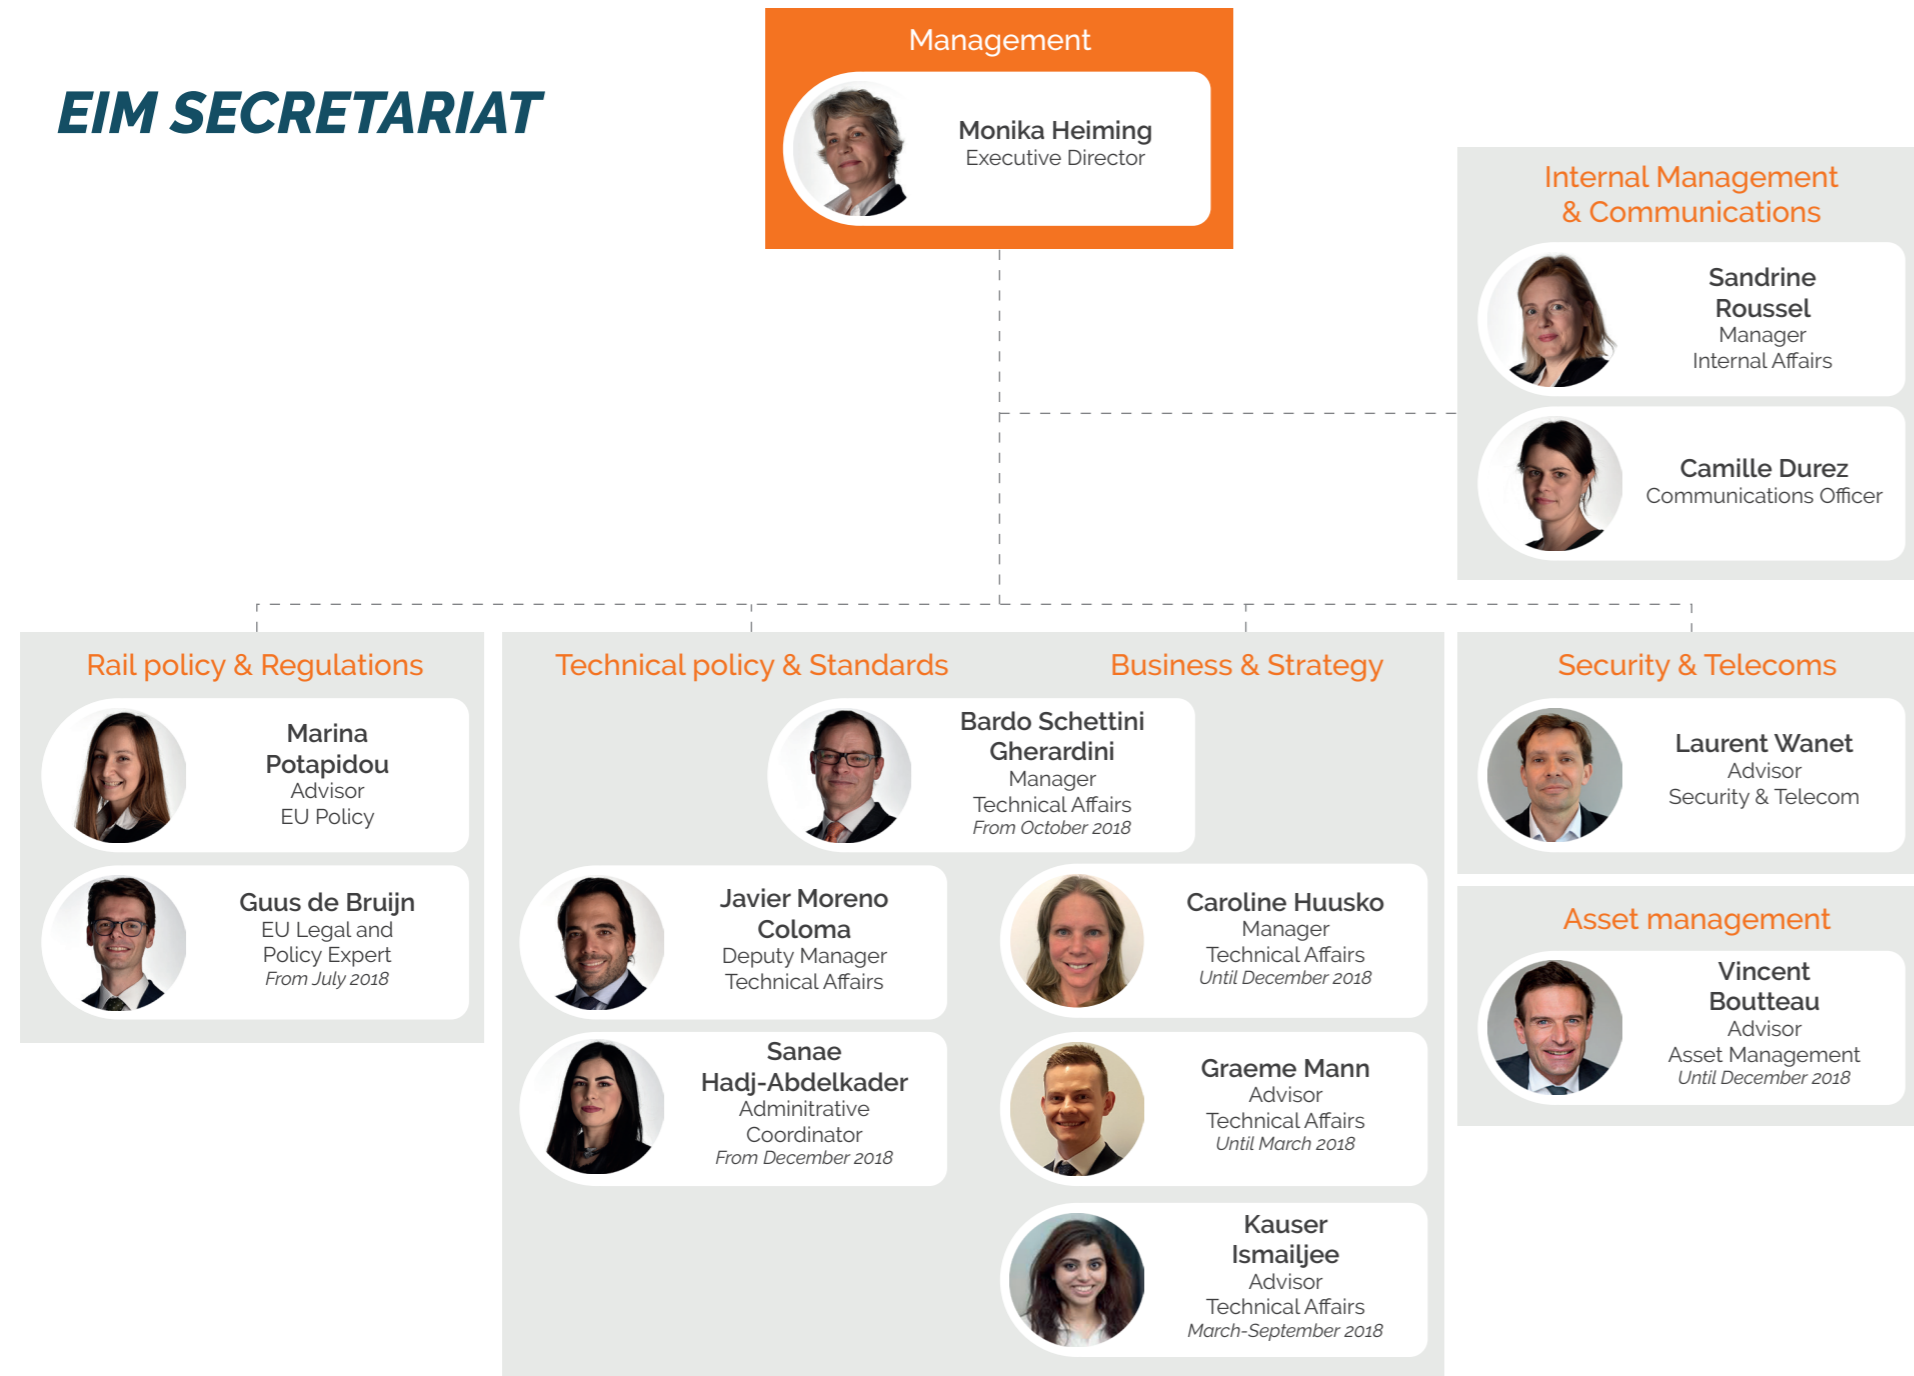 EIM SECRETARIAT
Management
Monika Heiming
Executive Director
Internal Management
& Communications
Sandrine
Roussel
Manager
Internal Affairs
Camille Durez
Communications Officer
Rail policy & Regulations
Marina
Potapidou
Advisor
EU Policy
Guus de Bruijn
EU Legal and
Policy Expert
From July 2018
Technical policy & Standards
Business & Strategy
Bardo Schettini
Gherardini
Manager
Technical Affairs
From October 2018
Javier Moreno
Coloma
Deputy Manager
Technical Affairs
Sanae
Hadj-Abdelkader
Adminitrative
Coordinator
From December 2018
Caroline Huusko
Manager
Technical Affairs
Until December 2018
Graeme Mann
Advisor
Technical Affairs
Until March 2018
Kauser
Ismailjee
Advisor
Technical Affairs
March-September 2018
Security & Telecoms
Laurent Wanet
Advisor
Security & Telecom
Asset management
Vincent
Boutteau
Advisor
Asset Management
Until December 2018